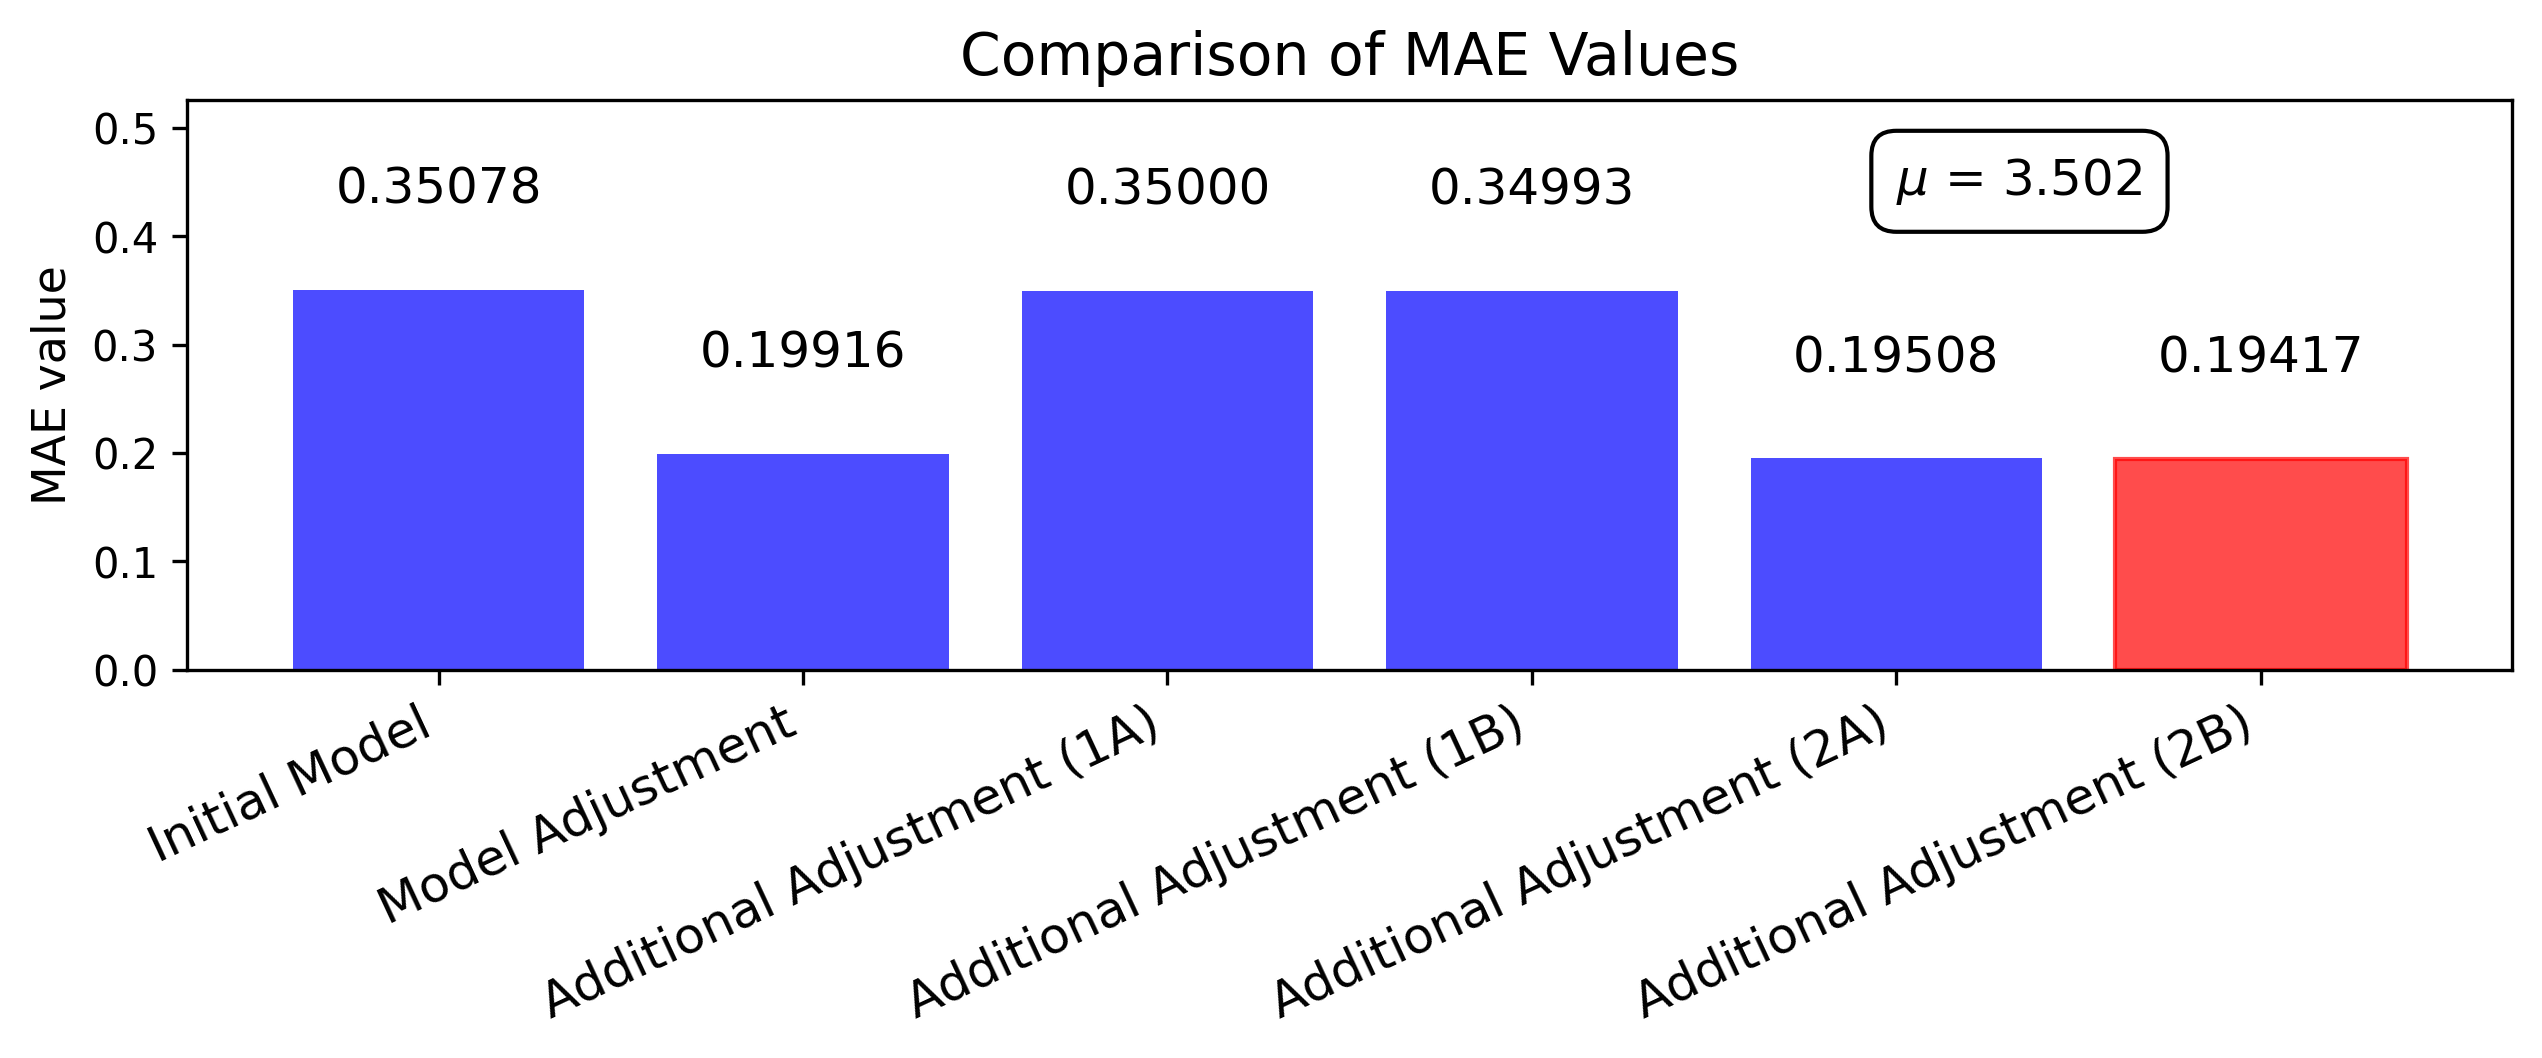 Comparison of MAE Values
MAE value
0.5
0.4
0.3
0.2
0.1
0.0
0.35078
0.19916
0.35000
0.34993
0.19508
0.19417
μ = 3.502
Initial Model
Model Adjustment
Additional Adjustment (1A)
Additional Adjustment (1B)
Additional Adjustment (2A)
Additional Adjustment (2B)